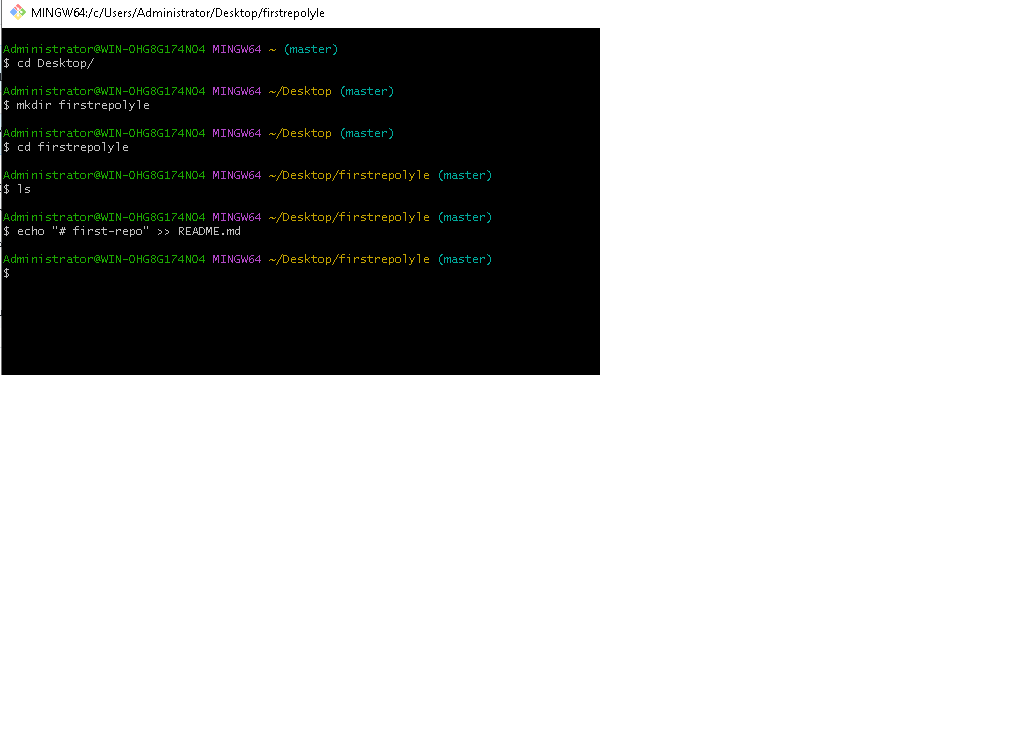 MINGW64:/c/Users/Administrator/Desktop/firstrepolyle
Administrator@WIN-OHG8G174NO4 MINGW64 ~ (master)
$ cd Desktop/
Administrator@WIN-OHG8G174NO4 MINGW64 ~/Desktop (master)
$ mkdir firstrepolyle
Administrator@WIN-OHG8G174NO4 MINGW64 ~/Desktop (master)
$ cd firstrepolyle
Administrator@WIN-OHG8G174NO4 MINGW64 ~/Desktop/firstrepolyle (master)
$ ls
Administrator@WIN-OHG8G174NO4 MINGW64 ~/Desktop/firstrepolyle (master)
$ echo "# first-repo" >> README.md
Administrator@WIN-OHG8G174NO4 MINGW64 ~/Desktop/firstrepolyle (master)
$